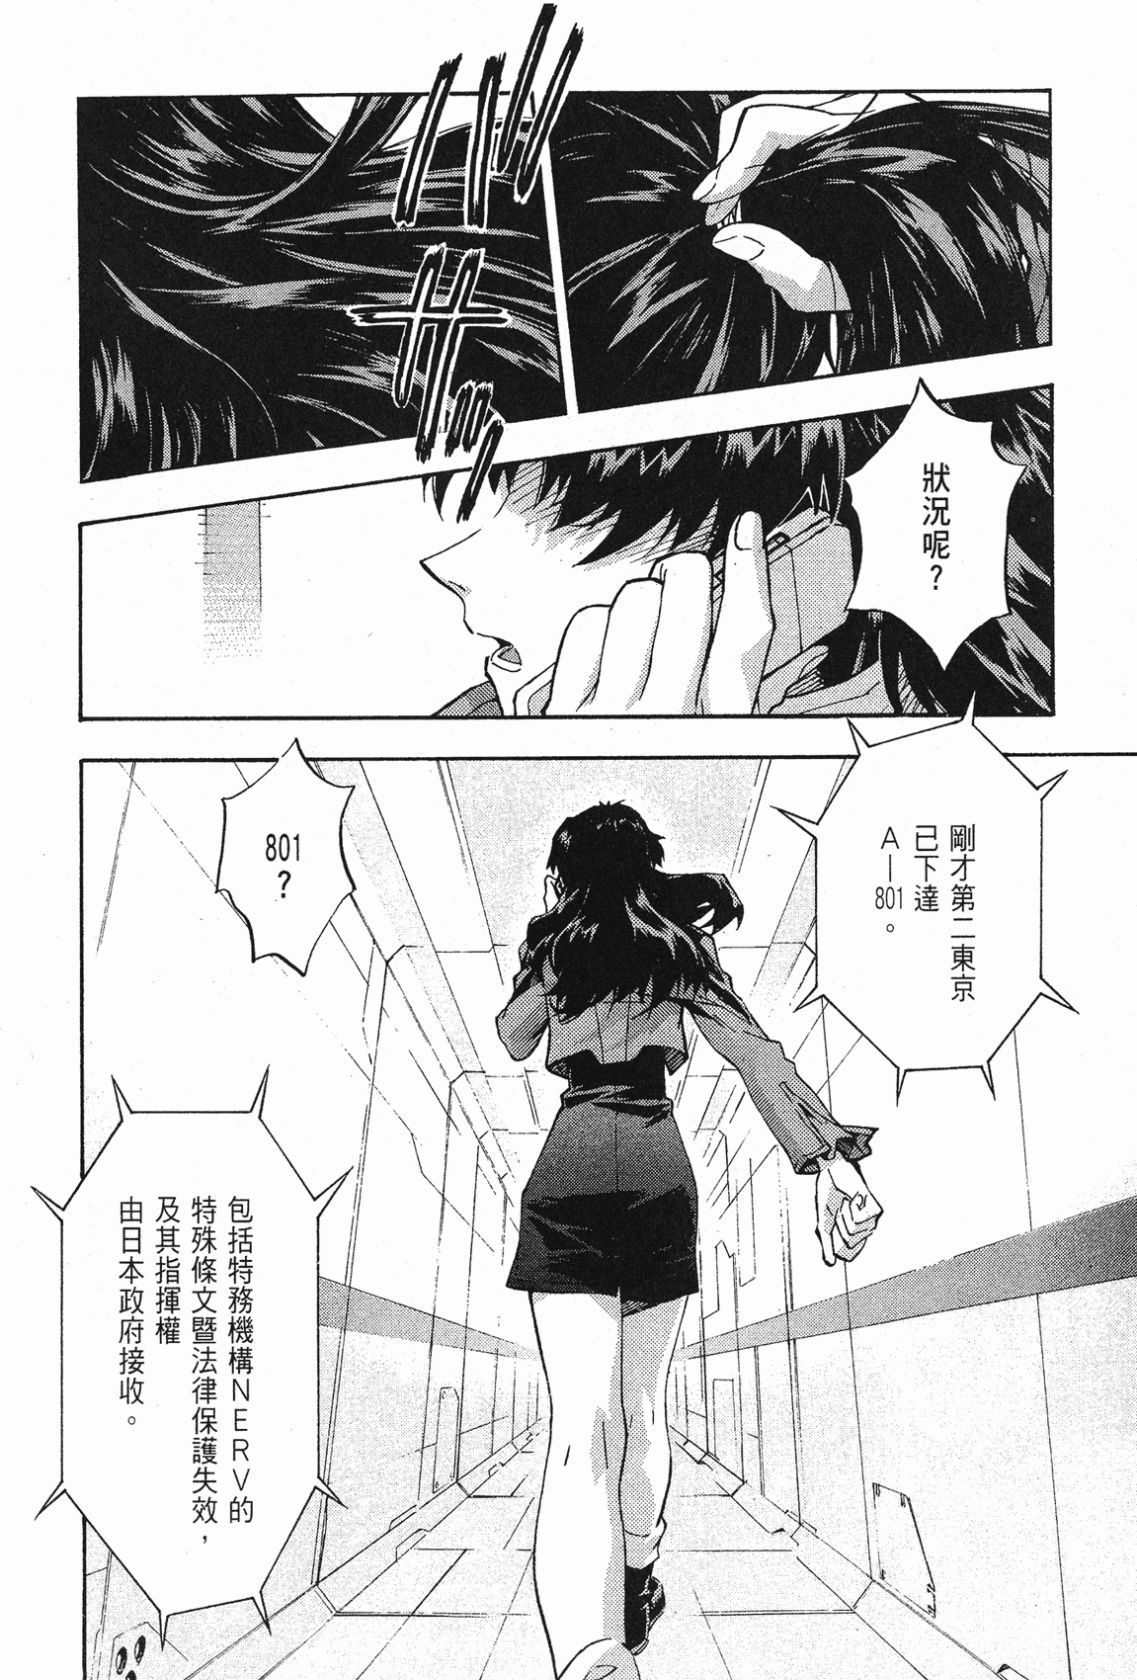 狀況呢？
剛才第二東京
已下達
A—801。
801？
包括特務機構NERV的
特殊條文暨法律保護失效，
及其指揮權
由日本政府接收。